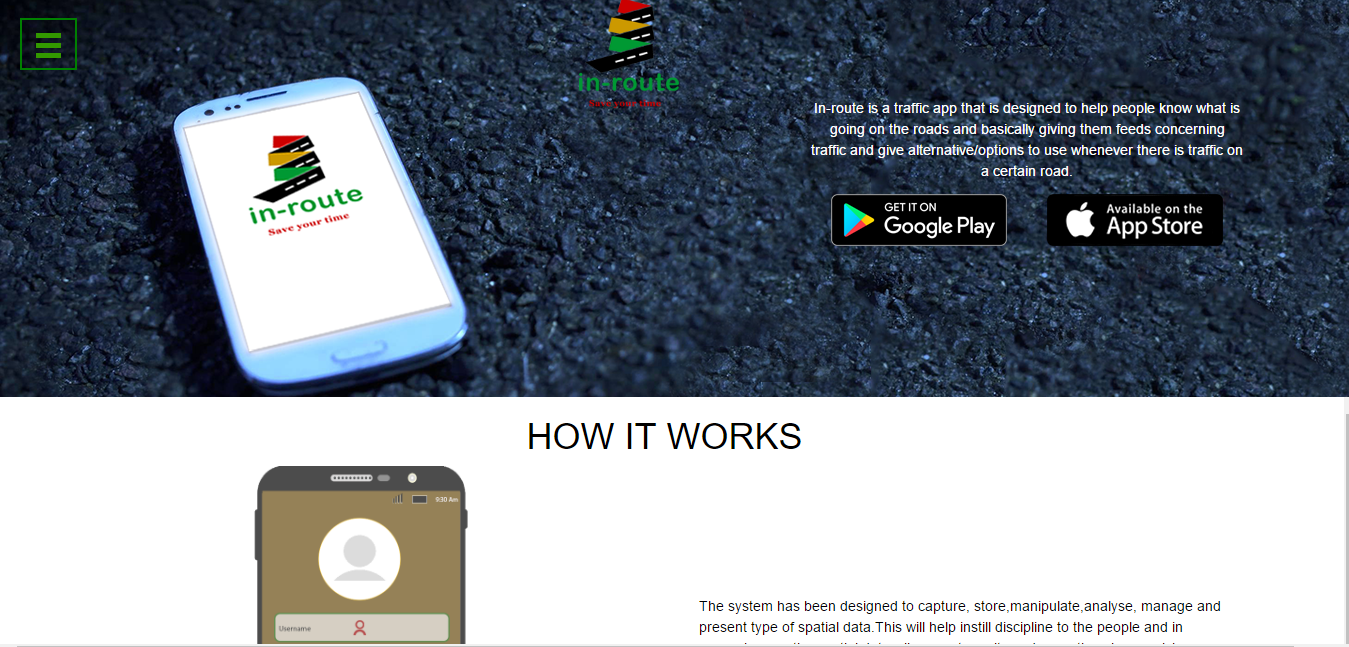 in-route
Save your time
in-route
Save your time
In-route is a traffic app that is designed to help people know what is
going on the roads and basically giving them feeds concerning
traffic and give alternative/options to use whenever there is traffic on
a certain road.
GET IT ON
Google Play
Available on the
App Store
HOW IT WORKS
9:30 Am
Username
The system has been designed to capture, store,manipulate,analyse, manage and
present type of spatial data.This will help instill discipline to the people and in